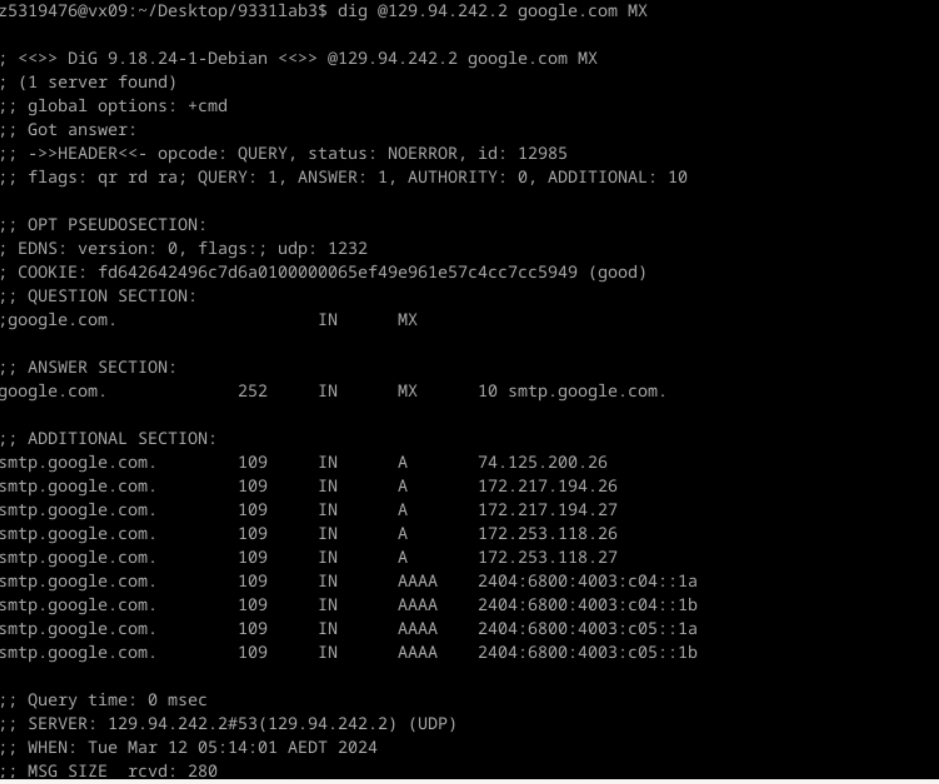 z5319476@vx09:~/Desktop/9331lab3$ dig @129.94.242.2 google.com MX
; <<>> DiG 9.18.24-1-Debian <<>> @129.94.242.2 google.com MX
; (1 server found)
;; global options: +cmd
;; Got answer:
;; ->>HEADER<<- opcode: QUERY, status: NOERROR, id: 12985
;; flags: qr rd ra; QUERY: 1, ANSWER: 1, AUTHORITY: 0, ADDITIONAL: 10
;; OPT PSEUDOSECTION:
; EDNS: version: 0, flags:; udp: 1232
; COOKIE: fd642642496c7d6a0100000065ef49e961e57c4cc7cc5949 (good)
;; QUESTION SECTION:
;google.com. IN MX
;; ANSWER SECTION:
google.com. 252 IN MX 10 smtp.google.com.
;; ADDITIONAL SECTION:
smtp.google.com. 109 IN A 74.125.200.26
smtp.google.com. 109 IN A 172.217.194.26
smtp.google.com. 109 IN A 172.217.194.27
smtp.google.com. 109 IN A 172.253.118.26
smtp.google.com. 109 IN A 172.253.118.27
smtp.google.com. 109 IN AAAA 2404:6800:4003:c04::1a
smtp.google.com. 109 IN AAAA 2404:6800:4003:c04::1b
smtp.google.com. 109 IN AAAA 2404:6800:4003:c05::1a
smtp.google.com. 109 IN AAAA 2404:6800:4003:c05::1b
;; Query time: 0 msec
;; SERVER: 129.94.242.2#53(129.94.242.2) (UDP)
;; WHEN: Tue Mar 12 05:14:01 AEDT 2024
;; MSG SIZE rcvd: 280